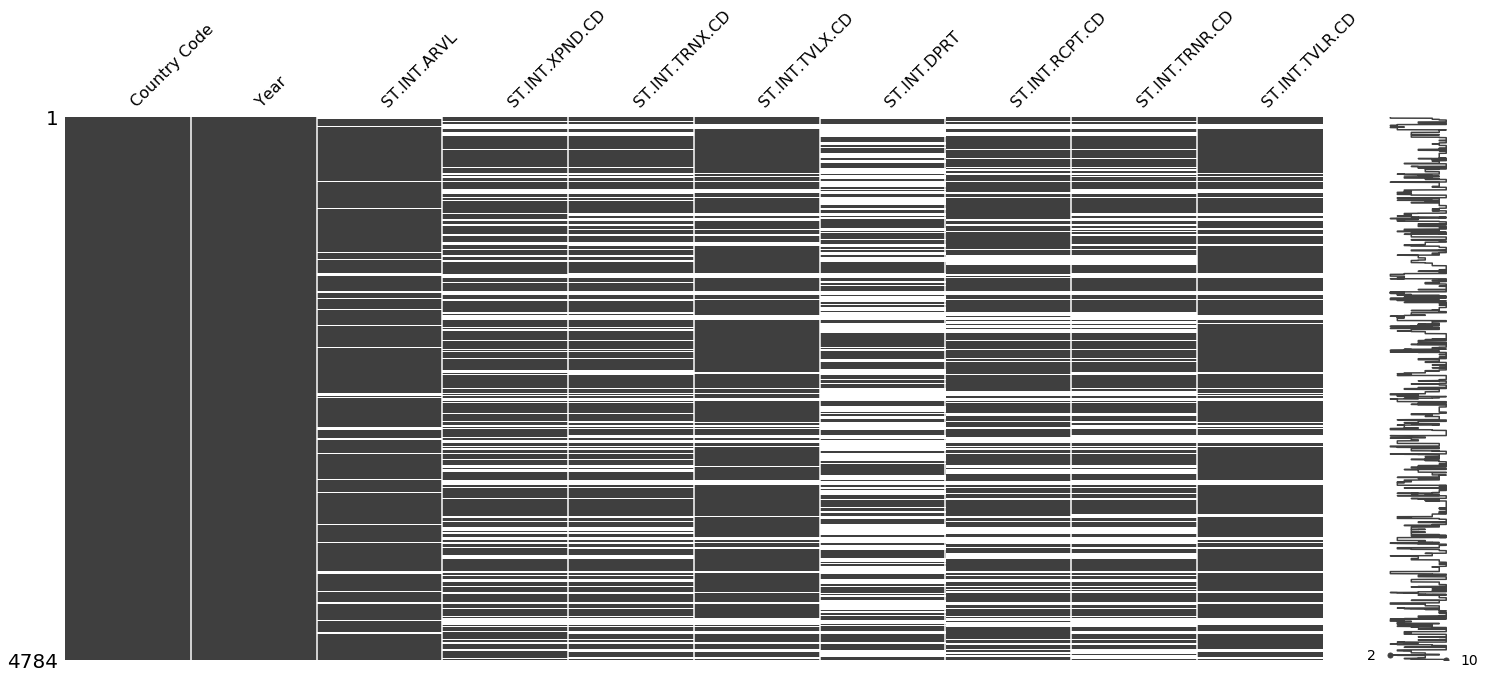 Country Code
Year
ST.INT.ARVL
ST.INT.XPND.CD
ST.INT.TRNX.CD
ST.INT.TVLX.CD
ST.INT.DPRT
ST.INT.RCPT.CD
ST.INT.TRNR.CD
ST.INT.TVLR.CD
1
4784
2
10